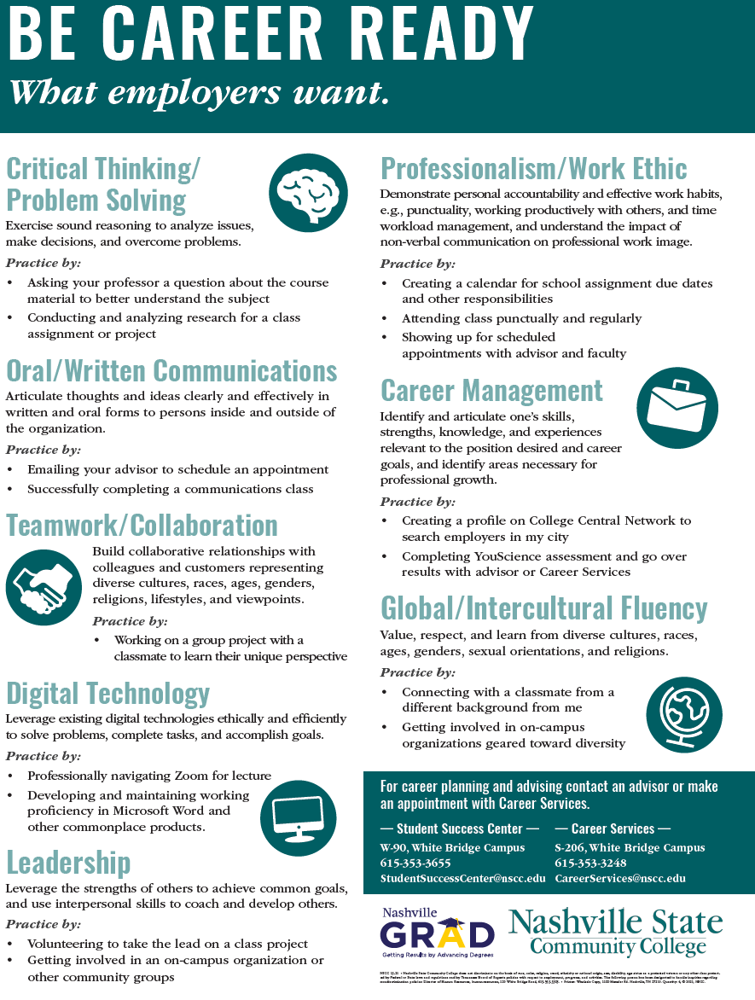 BE CAREER READY
What employers want.
Critical Thinking/
Problem Solving
Exercise sound reasoning to analyze issues,
make decisions, and overcome problems.
Practice by:
• Asking your professor a question about the course
material to better understand the subject
• Conducting and analyzing research for a class
assignment or project
Oral/Written Communications
Articulate thoughts and ideas clearly and effectively in
written and oral forms to persons inside and outside of
the organization.
Practice by:
• Emailing your advisor to schedule an appointment
• Successfully completing a communications class
Teamwork/Collaboration
Build collaborative relationships with
colleagues and customers representing
diverse cultures, races, ages, genders,
religions, lifestyles, and viewpoints.
Practice by:
• Working on a group project with a
classmate to learn their unique perspective
Digital Technology
Leverage existing digital technologies ethically and efficiently
to solve problems, complete tasks, and accomplish goals.
Practice by:
• Professionally navigating Zoom for lecture
• Developing and maintaining working
proficiency in Microsoft Word and
other commonplace products.
Leadership
Leverage the strengths of others to achieve common goals,
and use interpersonal skills to coach and develop others.
Practice by:
• Volunteering to take the lead on a class project
• Getting involved in an on-campus organization or
other community groups
Professionalism/Work Ethic
Demonstrate personal accountability and effective work habits,
e.g., punctuality, working productively with others, and time
workload management, and understand the impact of
non-verbal communication on professional work image.
Practice by:
• Creating a calendar for school assignment due dates
and other responsibilities
• Attending class punctually and regularly
• Showing up for scheduled
appointments with advisor and faculty
Career Management
Identify and articulate one's skills,
strengths, knowledge, and experiences
relevant to the position desired and career
goals, and identify areas necessary for
professional growth.
Practice by:
• Creating a profile on College Central Network to
search employers in my city
• Completing YouScience assessment and go over
results with advisor or Career Services
Global/Intercultural Fluency
Value, respect, and learn from diverse cultures, races,
ages, genders, sexual orientations, and religions.
Practice by:
• Connecting with a classmate from a
different background from me
• Getting involved in on-campus
organizations geared toward diversity
For career planning and advising contact an advisor or make
an appointment with Career Services.
— Student Success Center —
W-90, White Bridge Campus
615-353-3655
StudentSuccessCenter@nscc.edu
— Career Services —
S-206, White Bridge Campus
615-353-3248
CareerServices@nscc.edu
Nashville
GRAD
Getting Results by Advancing Degrees
Nashville State
Community College